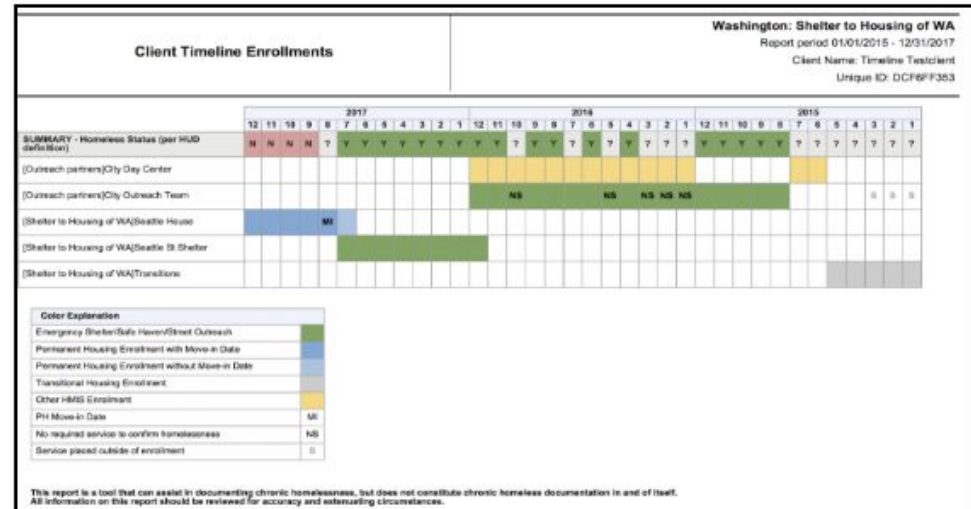 Washington: Shelter to Housing of WA
Client Timeline Enrollments
Report period 01/01/2015 - 12/31/2017
Client Name: Timeline Testclient
Unique ID: DCF6FF353
2017 2016 2015
12 11 10 9 8 7 6 5 4 3 2 1 12 11 10 9 8 7 6 5 4 3 2 1 12 11 10 9 8 7 6 5 4 3 2 1
SUMMARY - Homeless Status (per HUD definition) N N N N ? Y Y Y Y Y Y Y Y Y ? Y Y ? Y ? Y ? ? ? Y Y Y Y Y ? ? ? ? ? ? ?
[Outreach partners]City Day Center
[Outreach partners]City Outreach Team NS NS NS NS NS S S S
[Shelter to Housing of WA]Seattle House MI
[Shelter to Housing of WA]Seattle St Shelter
[Shelter to Housing of WA]Transitions
Color Explanation
Emergency Shelter/Safe Haven/Street Outreach
Permanent Housing Enrollment with Move-in Date
Permanent Housing Enrollment without Move-in Date
Transitional Housing Enrollment
Other HMIS Enrollment
PH Move-in Date MI
No required service to confirm homelessness NS
Service placed outside of enrollment S
This report is a tool that can assist in documenting chronic homelessness, but does not constitute chronic homeless documentation in and of itself.
All information on this report should be reviewed for accuracy and extenuating circumstances.